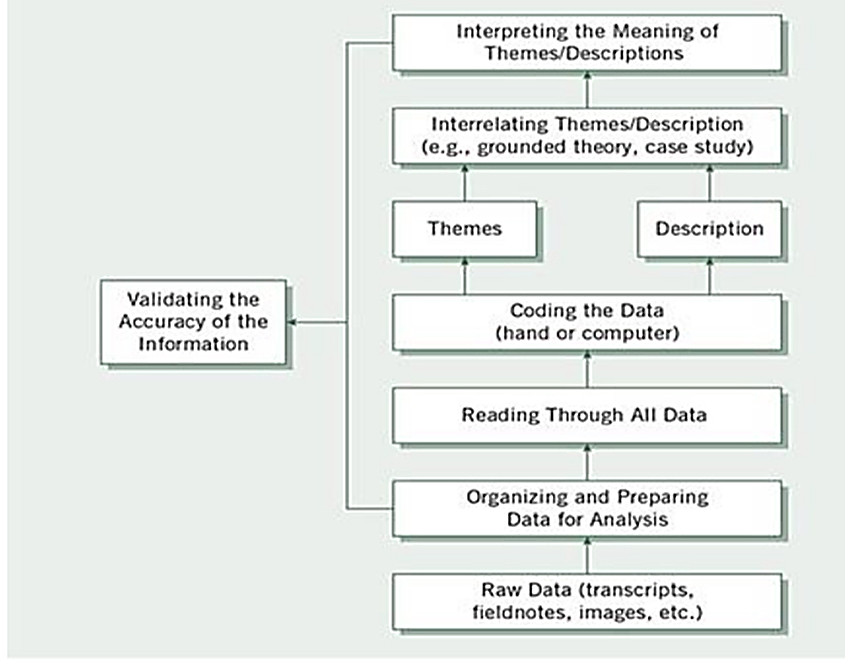 Interpreting the Meaning of
Themes/Descriptions
Interrelating Themes/Description
(e.g., grounded theory, case study)
Themes
Description
Validating the
Accuracy of the
Information
Coding the Data
(hand or computer)
Reading Through All Data
Organizing and Preparing
Data for Analysis
Raw Data (transcripts,
fieldnotes, images, etc.)